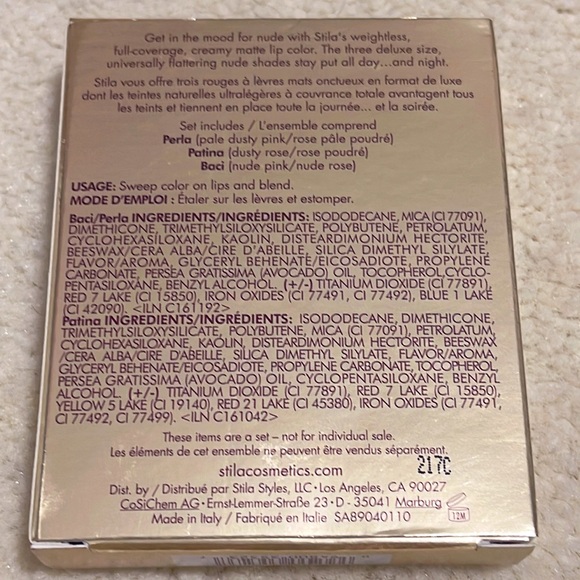 Get in the mood for nude with Stila's weightless,
full-coverage, creamy matte lip color. The three deluxe size,
universally flattering nude shades stay put all day...and night.
Stila vous offre trois rouges à lèvres mats onctueux en format de luxe
dont les teintes naturelles ultralégères à couvrance totale avantagent tous
les teints et tiennent en place toute la journée... et la soirée.
Set includes / L'ensemble comprend
Perla (pale dusty pink/rose pâle poudré)
Patina (dusty rose/rose poudré)
Baci (nude pink/nude rose)
USAGE: Sweep color on lips and blend.
MODE D'EMPLOI : Étaler sur les lèvres et estomper.
Baci/Perla INGREDIENTS/INGRÉDIENTS: ISODODECANE, MICA (CI 77091),
DIMETHICONE, TRIMETHYLSILOXYSILICATE, POLYBUTENE, PETROLATUM,
CYCLOHEXASILOXANE, KAOLIN, DISTEARDIMONIUM HECTORITE,
BEESWAX/CERA ALBA/CIRE D'ABEILLE, SILICA DIMETHYL SILYLATE,
FLAVOR/AROMA, GLYCERYL BEHENATE/EICOSADIOATE, PROPYLENE
CARBONATE, PERSEA GRATISSIMA (AVOCADO) OIL, TOCOPHEROL,CYCLO-
PENTASILOXANE, BENZYL ALCOHOL. (+/-) TITANIUM DIOXIDE (CI 77891),
RED 7 LAKE (CI 15850), IRON OXIDES (CI 77491, CI 77492), BLUE 1 LAKE
(CI 42090). <ILN C161192>
Patina INGREDIENTS/INGRÉDIENTS: ISODODECANE, DIMETHICONE,
TRIMETHYLSILOXYSILICATE, POLYBUTENE, MICA (CI 77091), PETROLATUM,
CYCLOHEXASILOXANE, KAOLIN, DISTEARDIMONIUM HECTORITE, BEESWAX
/CERA ALBA/CIRE D'ABEILLE, SILICA DIMETHYL SILYLATE, FLAVOR/AROMA,
GLYCERYL BEHENATE/EICOSADIOATE, PROPYLENE CARBONATE, TOCOPHEROL,
PERSEA GRATISSIMA (AVOCADO) OIL, CYCLOPENTASILOXANE, BENZYL
ALCOHOL. (+/-) TITANIUM DIOXIDE (CI 77891), RED 7 LAKE (CI 15850),
YELLOW 5 LAKE (CI 19140), RED 21 LAKE (CI 45380), IRON OXIDES (CI 77491,
CI 77492, CI 77499). <ILN C161042>
These items are a set – not for individual sale.
Les éléments de cet ensemble ne peuvent être vendus séparément.
stilacosmetics.com
217C
Dist. by / Distribué par Stila Styles, LLC • Los Angeles, CA 90027
CoSiChem AG • Ernst-Lemmer-Straße 23 • D - 35041 Marburg
12M
Made in Italy / Fabriqué en Italie SA89040110